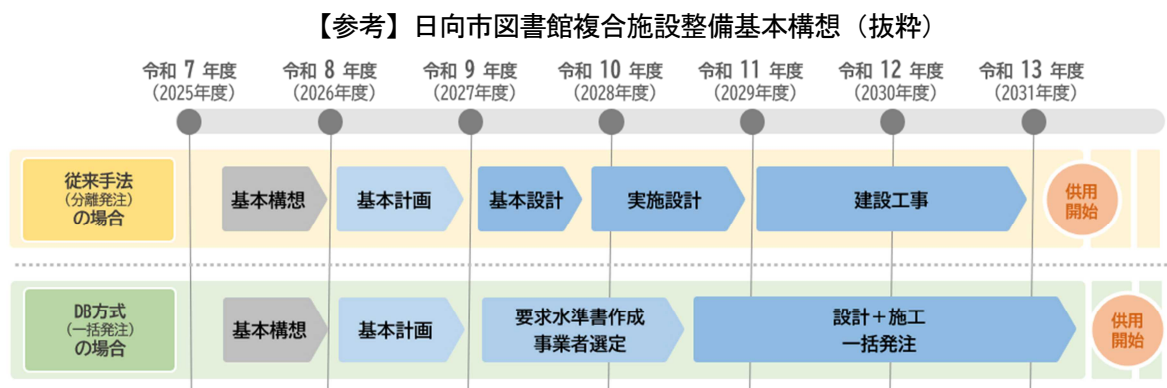 【参考】日向市図書館複合施設整備基本構想（抜粋）
令和 7 年度
（2025年度）
令和 8 年度
（2026年度）
令和 9 年度
（2027年度）
令和 10 年度
（2028年度）
令和 11 年度
（2029年度）
令和 12 年度
（2030年度）
令和 13 年度
（2031年度）
従来手法
（分離発注）
の場合
基本構想
基本計画
基本設計
実施設計
建設工事
供用
開始
DB方式
（一括発注）
の場合
基本構想
基本計画
要求水準書作成
事業者選定
設計＋施工
一括発注
供用
開始